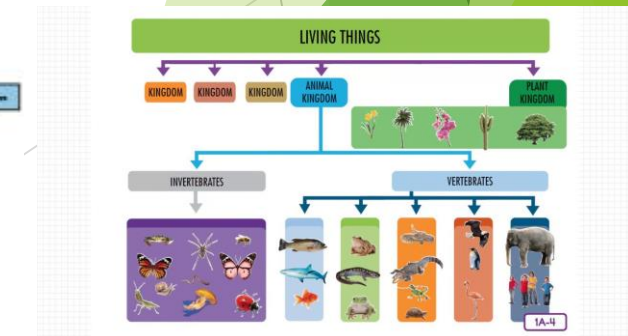 LIVING THINGS
KINGDOM KINGDOM KINGDOM ANIMAL KINGDOM PLANT KINGDOM
INVERTEBRATES VERTEBRATES
1A-4